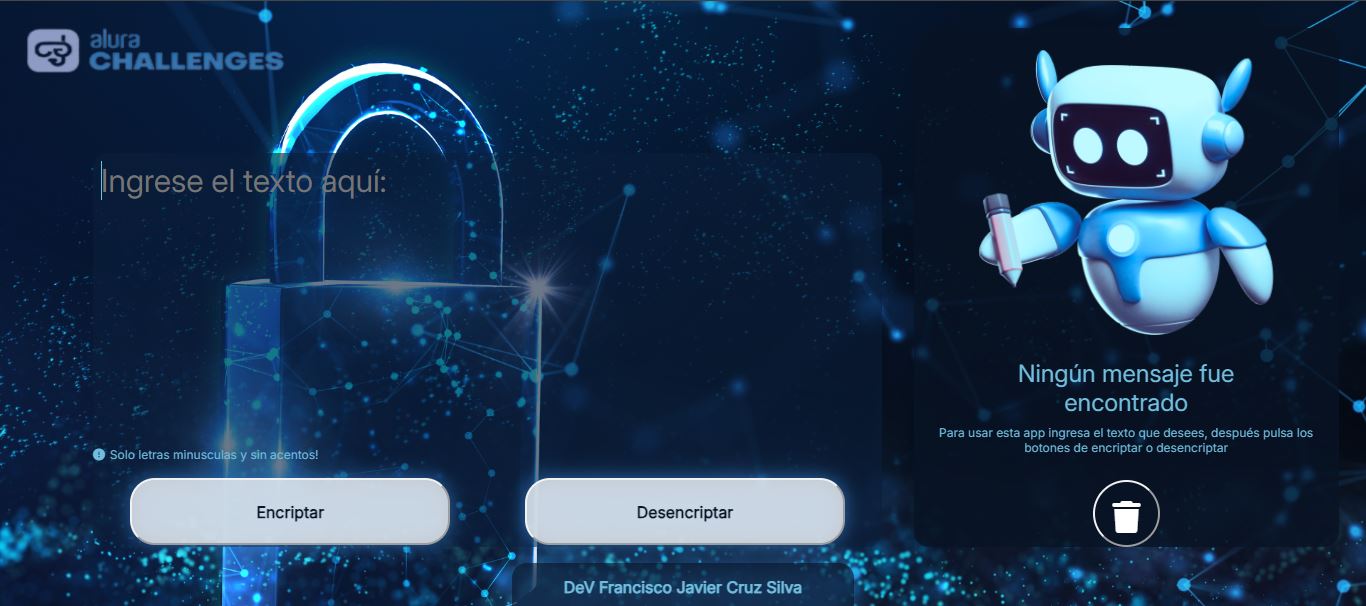 alura
CHALLENGES
Ingrese el texto aquí:
Solo letras minusculas y sin acentos!
Encriptar
Desencriptar
Ningún mensaje fue
encontrado
Para usar esta app ingresa el texto que desees, después pulsa los
botones de encriptar o desencriptar
DeV Francisco Javier Cruz Silva